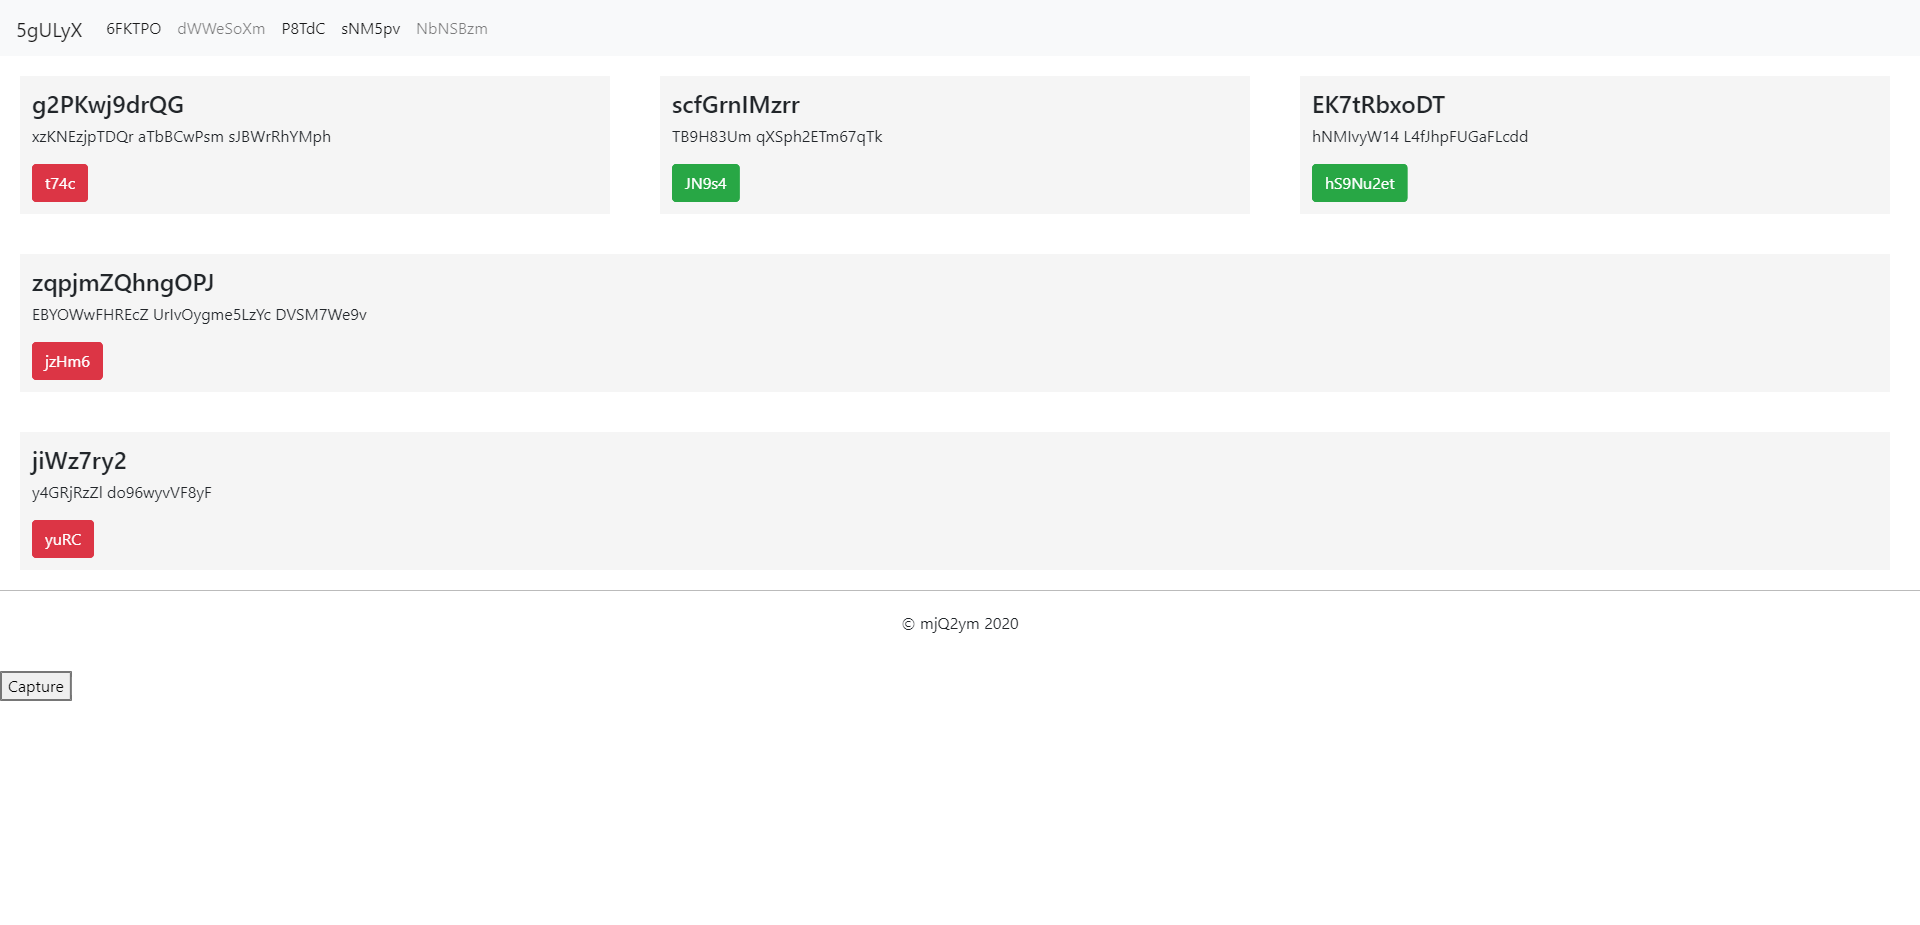 5gULyX 6FKTPO dWWeSoXm P8TdC sNM5pv NbNSBzm
g2PKwj9drQG
xzKNEzjpTDQr aTbBCwPsm sJBWrRhYMph
t74c
scfGrnIMzrr
TB9H83Um qXSph2ETm67qTk
JN9s4
EK7tRbxoDT
hNMIvyW14 L4fJhpFUGaFLcdd
hS9Nu2et
zqpjmZQhngOPJ
EBYOWwFHREcZ UrIvOygme5LzYc DVSM7We9v
jzHm6
jiWz7ry2
y4GRjRzZl do96wyvVF8yF
yuRC
© mjQ2ym 2020
Capture